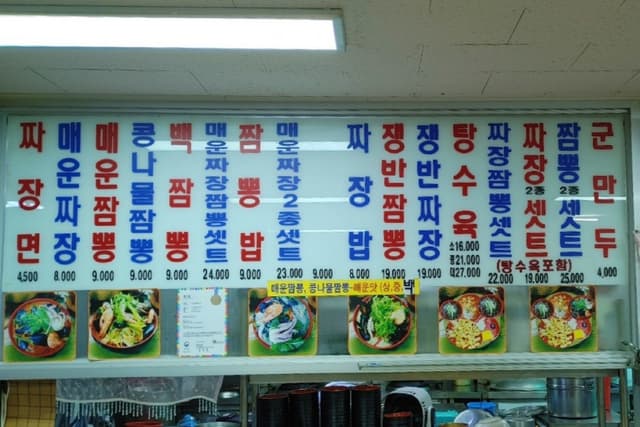 짜장면
4,500
매운짜장
8.000
매운짬뽕
9.000
콩나물짬뽕
9.000
백짬뽕
9.000
매운짜장짬뽕셋트
24.000
짬뽕밥
9.000
매운짜장2종셋트
23.000
9.000
짜장밥
8.000
쟁반짬뽕
19.000
쟁반짜장
19.000
탕수육
소16.000
중21,000
대27.000
짜장짬뽕셋트
22.000
짜장2종세트
19.000
짬뽕2종세트
25.000
(탕수육포함)
군만두
4,000
매운짬뽕, 콩나물짬뽕-매운맛 (상,중
백